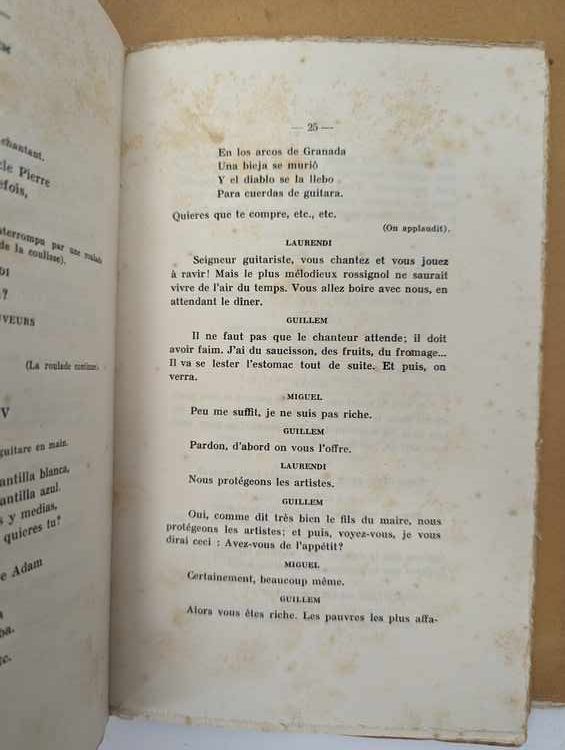 chantant.
cle Pierre
efois,
nterrompu par une roulade
de la coulisse).
DI
?
UVEURS
(La roulade continue).
V
guitare en main.
antilla blanca,
antilla azul.
s y medias,
quieres tu?
e Adam
a
ba.
tc.
— 25 —
En los arcos de Granada
Una bieja se muriò
Y el diablo se la llebo
Para cuerdas de guitara.
Quieres que te compre, etc., etc.
(On applaudit).
LAURENDI
Seigneur guitariste, vous chantez et vous jouez
à ravir! Mais le plus mélodieux rossignol ne saurait
vivre de l'air du temps. Vous allez boire avec nous, en
attendant le dîner.
GUILLEM
Il ne faut pas que le chanteur attende; il doit
avoir faim. J'ai du saucisson, des fruits, du fromage...
Il va se lester l'estomac tout de suite. Et puis, on
verra.
MIGUEL
Peu me suffit, je ne suis pas riche.
GUILLEM
Pardon, d'abord on vous l'offre.
LAURENDI
Nous protégeons les artistes.
GUILLEM
Oui, comme dit très bien le fils du maire, nous
protégeons les artistes; et puis, voyez-vous, je vous
dirai ceci : Avez-vous de l'appétit?
MIGUEL
Certainement, beaucoup même.
GUILLEM
Alors vous êtes riche. Les pauvres les plus affa-